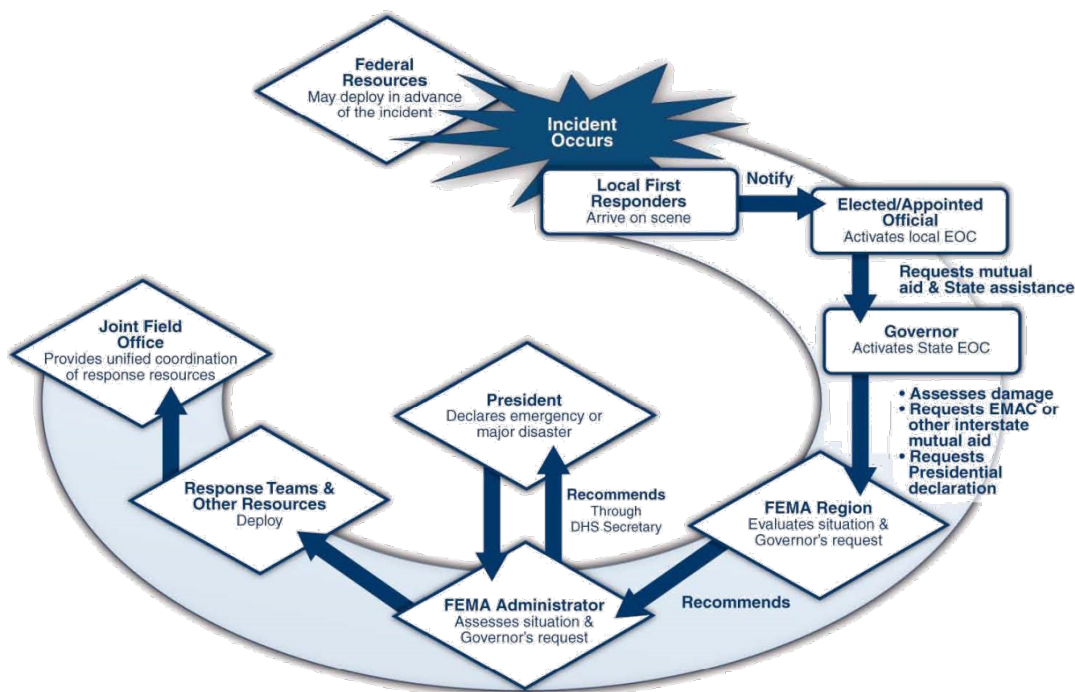 Federal
Resources
May deploy in advance
of the incident
Incident
Occurs
Local First
Responders
Arrive on scene
Notify
Elected/Appointed
Official
Activates local EOC
Requests mutual
aid & State assistance
Governor
Activates State EOC
• Assesses damage
• Requests EMAC or
other interstate
mutual aid
• Requests
Presidential
declaration
FEMA Region
Evaluates situation &
Governor's request
Recommends
FEMA Administrator
Assesses situation &
Governor's request
Recommends
Through
DHS Secretary
President
Declares emergency or
major disaster
Response Teams &
Other Resources
Deploy
Joint Field
Office
Provides unified coordination
of response resources